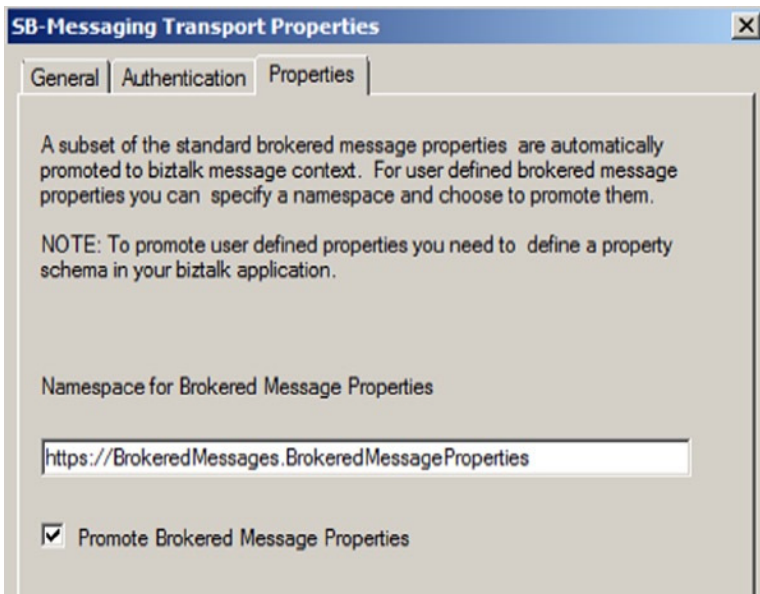 SB-Messaging Transport Properties
General Authentication Properties
A subset of the standard brokered message properties are automatically
promoted to biztalk message context. For user defined brokered message
properties you can specify a namespace and choose to promote them.
NOTE: To promote user defined properties you need to define a property
schema in your biztalk application.
Namespace for Brokered Message Properties
https://BrokeredMessages.BrokeredMessageProperties
Promote Brokered Message Properties